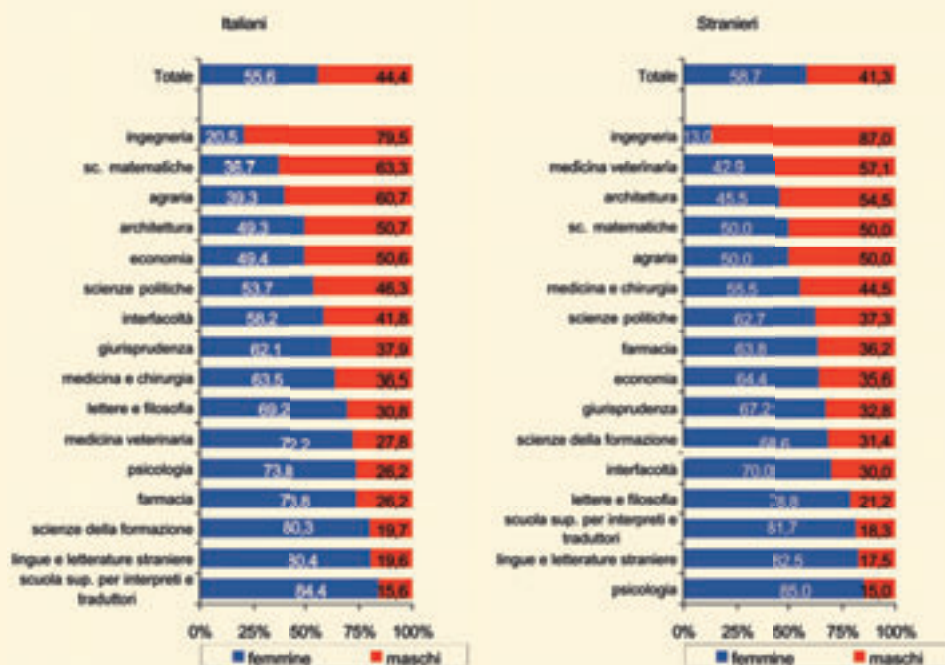 Italiani
Totale 55.6 44,4
ingegneria 20.5 79,5
sc. matematiche 36.7 63,3
agraria 39.3 60,7
architettura 49.3 50,7
economia 49.4 50,6
scienze politiche 53.7 46,3
interfacoltà 58.2 41,8
giurisprudenza 62.1 37,9
medicina e chirurgia 63.5 36,5
lettere e filosofia 69.2 30,8
medicina veterinaria 72.2 27,8
psicologia 73.8 26,2
farmacia 73.8 26,2
scienze della formazione 80.3 19,7
lingue e letterature straniere 80.4 19,6
scuola sup. per interpreti e
traduttori 84.4 15,6
0% 25% 50% 75% 100%
femmine maschi
Stranieri
Totale 58.7 41,3
ingegneria 13.0 87,0
medicina veterinaria 42.9 57,1
architettura 45.5 54,5
sc. matematiche 50.0 50,0
agraria 50.0 50,0
medicina e chirurgia 55.5 44,5
scienze politiche 62.7 37,3
farmacia 63.8 36,2
economia 64.4 35,6
giurisprudenza 67.2 32,8
scienze della formazione 68.6 31,4
interfacoltà 70.0 30,0
lettere e filosofia 78.8 21,2
scuola sup. per interpreti e
traduttori 81.7 18,3
lingue e letterature straniere 82.5 17,5
psicologia 85.0 15,0
0% 25% 50% 75% 100%
femmine maschi